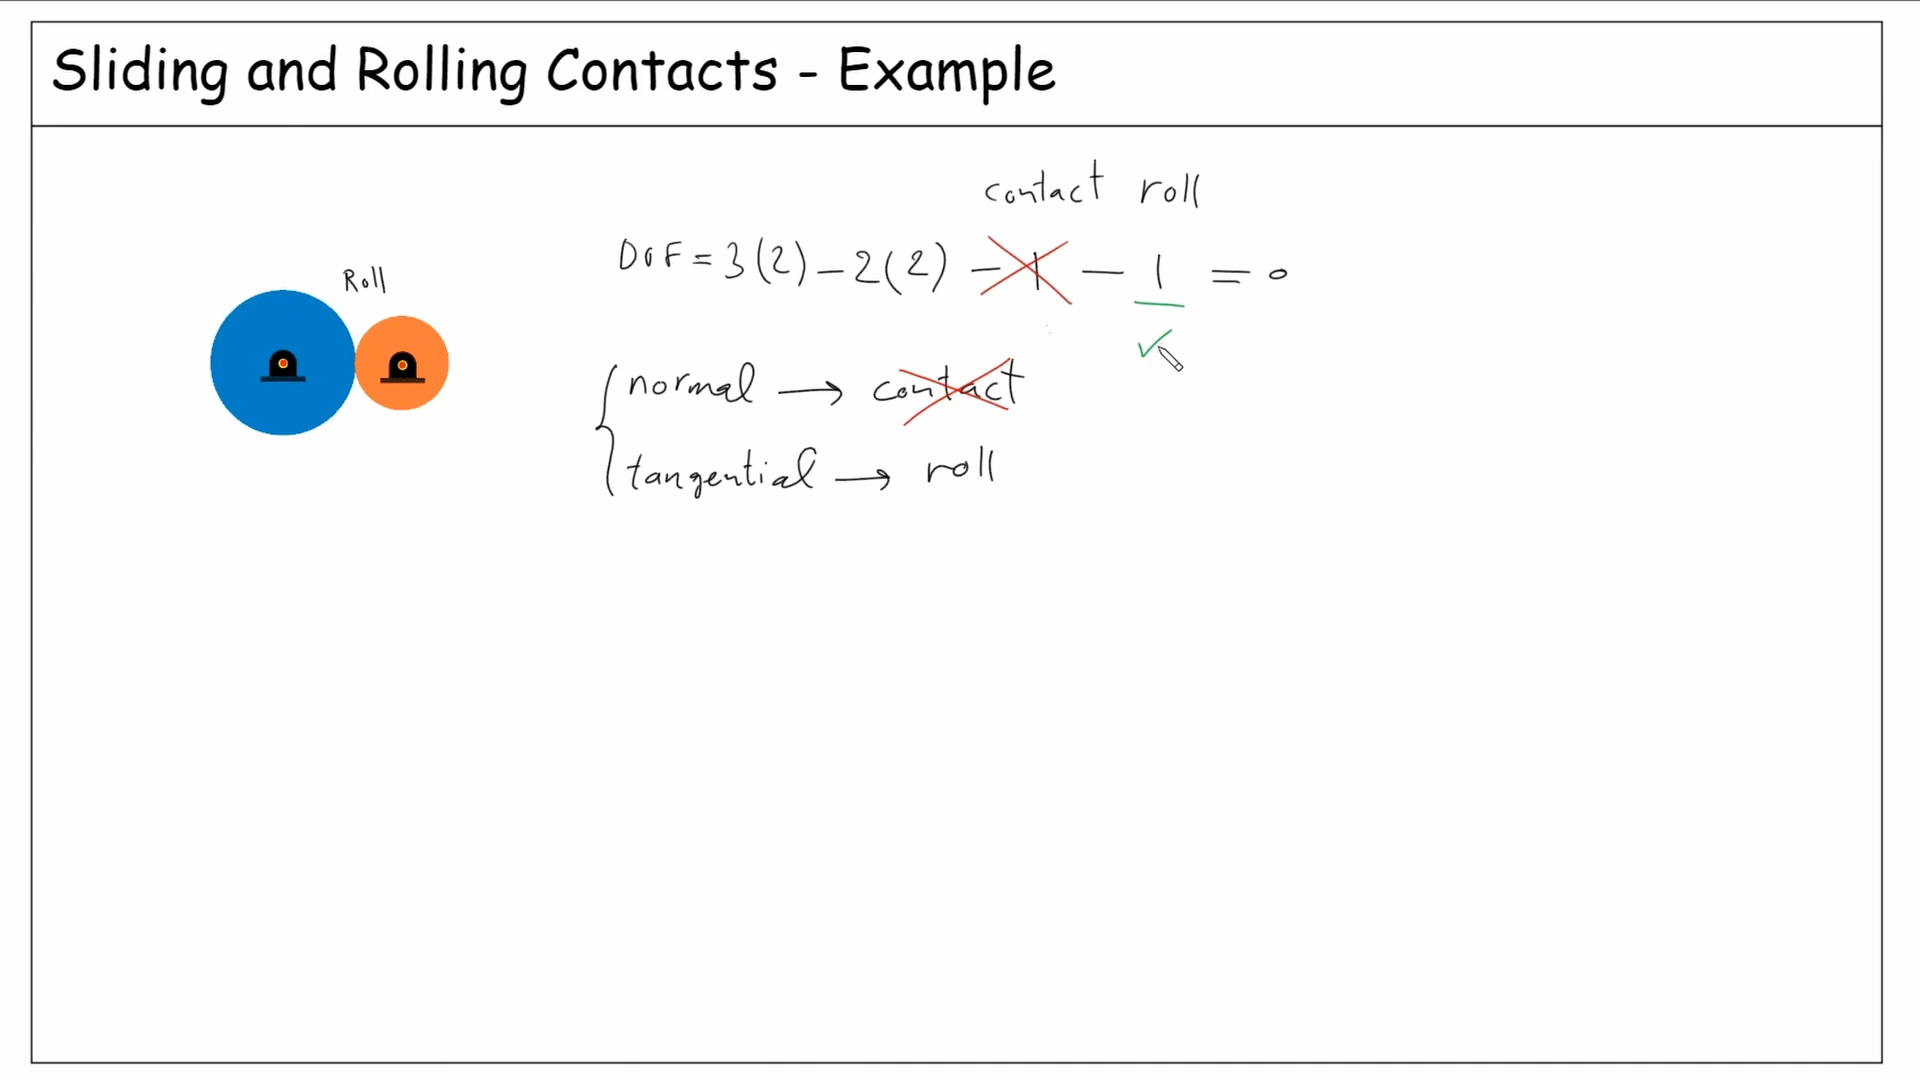 Sliding and Rolling Contacts - Example
contact roll
DOF = 3(2) - 2(2) - 1 - 1 = 0
Roll
normal → contact
tangential → roll